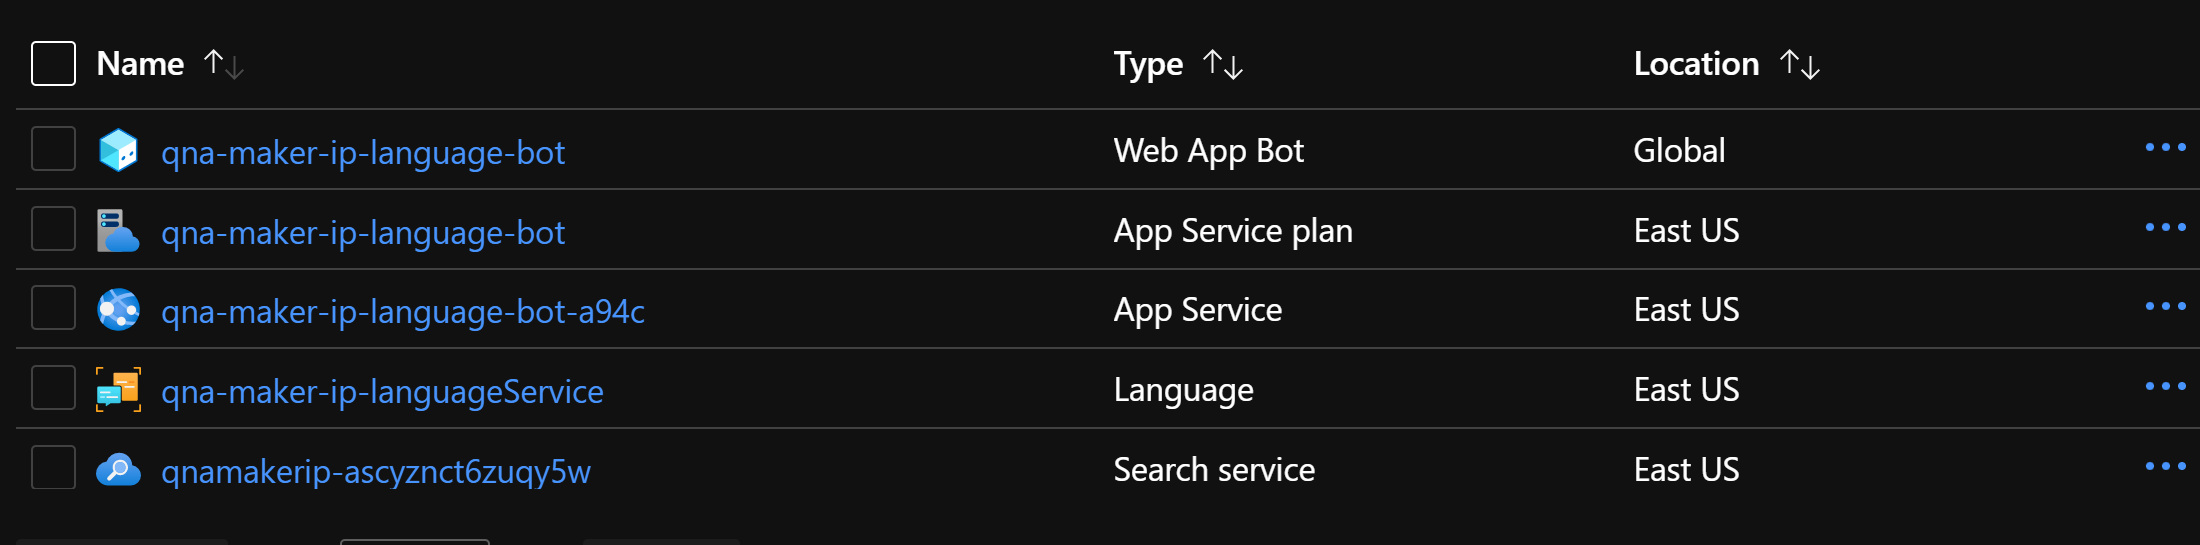 Name Type Location
qna-maker-ip-language-bot Web App Bot Global
qna-maker-ip-language-bot App Service plan East US
qna-maker-ip-language-bot-a94c App Service East US
qna-maker-ip-languageService Language East US
qnamakerip-ascyznct6zuqy5w Search service East US